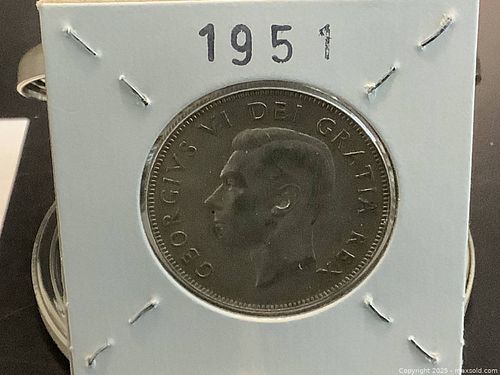 1951
GEORGIVS VI DEI GRATIA REX
Copyright 2025 - maxsold.com